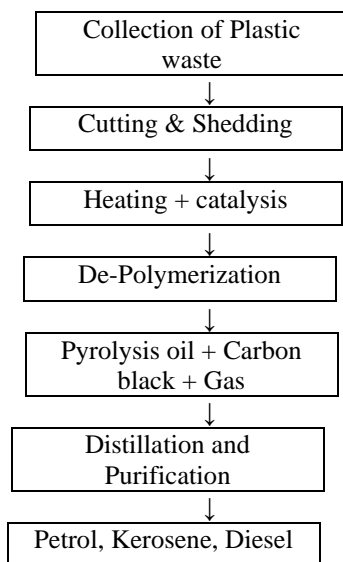 Collection of Plastic
waste
↓
Cutting & Shedding
↓
Heating + catalysis
↓
De-Polymerization
↓
Pyrolysis oil + Carbon
black + Gas
↓
Distillation and
Purification
↓
Petrol, Kerosene, Diesel